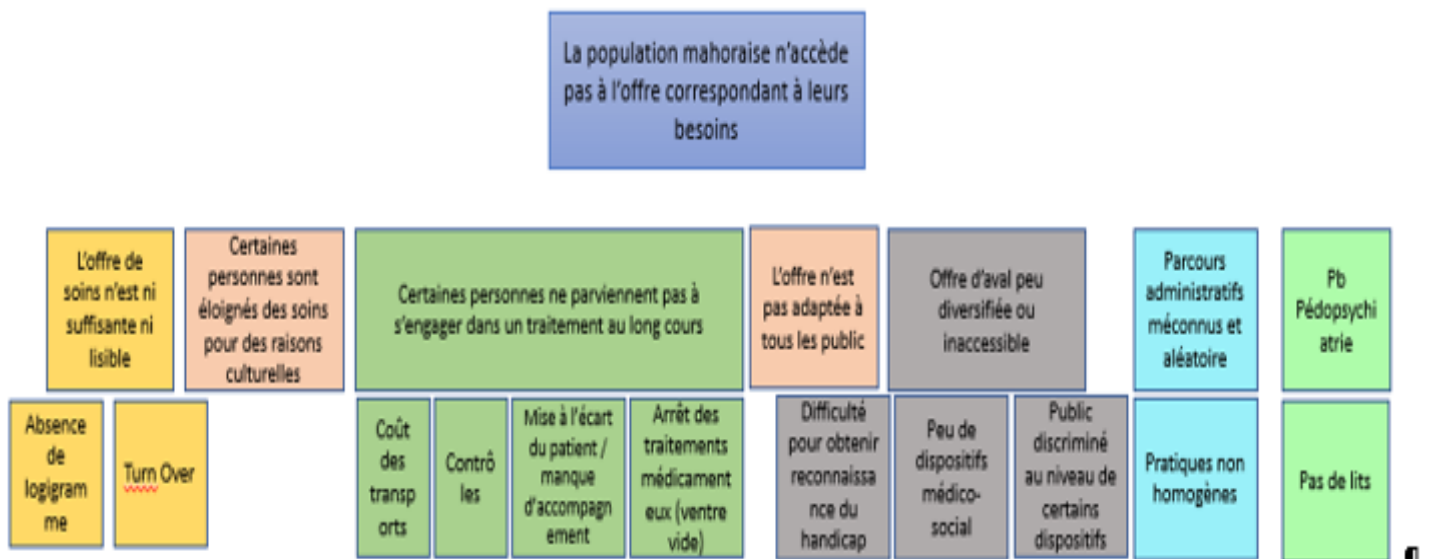 La population mahoraise n'accède
pas à l'offre correspondant à leurs
besoins
L'offre de
soins n'est ni
suffisante ni
lisible
Certaines
personnes sont
éloignés des soins
pour des raisons
culturelles
Certaines personnes ne parviennent pas à
s'engager dans un traitement au long cours
L'offre n'est
pas adaptée à
tous les public
Offre d'aval peu
diversifiée ou
inaccessible
Parcours
administratifs
méconnus et
aléatoire
Pb
Pédopsychi
atrie
Absence
de
logigram
me
Turn Over
Coût
des
transp
orts
Contrô
les
Mise à l'écart
du patient /
manque
d'accompagn
ement
Arrêt des
traitements
médicament
eux (ventre
vide)
Difficulté
pour obtenir
reconnaissa
nce du
handicap
Peu de
dispositifs
médico-
social
Public
discriminé
au niveau de
certains
dispositifs
Pratiques non
homogènes
Pas de lits